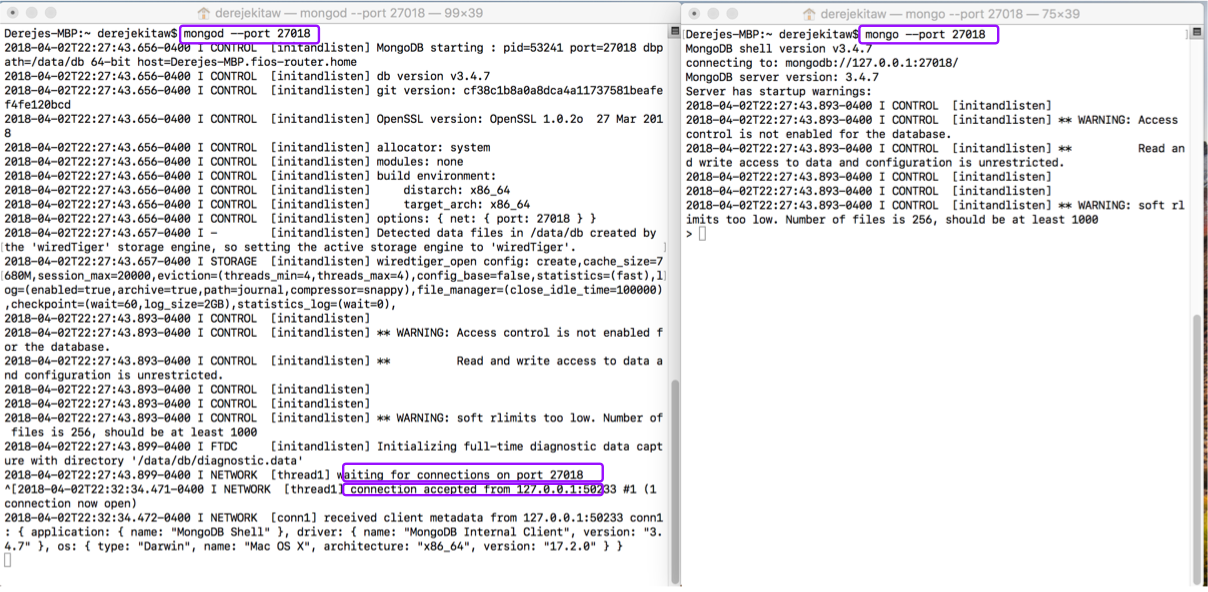 derejekitaw — mongod --port 27018 — 99×39
Derejes-MBP:~ derejekitaw$ mongod --port 27018
2018-04-02T22:27:43.656-0400 I CONTROL  [initandlisten] MongoDB starting : pid=53241 port=27018 dbp
ath=/data/db 64-bit host=Derejes-MBP.fios-router.home
2018-04-02T22:27:43.656-0400 I CONTROL  [initandlisten] db version v3.4.7
2018-04-02T22:27:43.656-0400 I CONTROL  [initandlisten] git version: cf38c1b8a0a8dca4a11737581beafe
f4fe120bcd
2018-04-02T22:27:43.656-0400 I CONTROL  [initandlisten] OpenSSL version: OpenSSL 1.0.2o  27 Mar 201
8
2018-04-02T22:27:43.656-0400 I CONTROL  [initandlisten] allocator: system
2018-04-02T22:27:43.656-0400 I CONTROL  [initandlisten] modules: none
2018-04-02T22:27:43.656-0400 I CONTROL  [initandlisten] build environment:
2018-04-02T22:27:43.656-0400 I CONTROL  [initandlisten]     distarch: x86_64
2018-04-02T22:27:43.656-0400 I CONTROL  [initandlisten]     target_arch: x86_64
2018-04-02T22:27:43.656-0400 I CONTROL  [initandlisten] options: { net: { port: 27018 } }
2018-04-02T22:27:43.657-0400 I -        [initandlisten] Detected data files in /data/db created by
the 'wiredTiger' storage engine, so setting the active storage engine to 'wiredTiger'.
2018-04-02T22:27:43.657-0400 I STORAGE  [initandlisten] wiredtiger_open config: create,cache_size=7
680M,session_max=20000,eviction=(threads_min=4,threads_max=4),config_base=false,statistics=(fast),l
og=(enabled=true,archive=true,path=journal,compressor=snappy),file_manager=(close_idle_time=100000)
,checkpoint=(wait=60,log_size=2GB),statistics_log=(wait=0),
2018-04-02T22:27:43.893-0400 I CONTROL  [initandlisten]
2018-04-02T22:27:43.893-0400 I CONTROL  [initandlisten] ** WARNING: Access control is not enabled f
or the database.
2018-04-02T22:27:43.893-0400 I CONTROL  [initandlisten] **          Read and write access to data a
nd configuration is unrestricted.
2018-04-02T22:27:43.893-0400 I CONTROL  [initandlisten]
2018-04-02T22:27:43.893-0400 I CONTROL  [initandlisten]
2018-04-02T22:27:43.893-0400 I CONTROL  [initandlisten] ** WARNING: soft rlimits too low. Number of
 files is 256, should be at least 1000
2018-04-02T22:27:43.899-0400 I FTDC     [initandlisten] Initializing full-time diagnostic data capt
ure with directory '/data/db/diagnostic.data'
2018-04-02T22:27:43.899-0400 I NETWORK  [thread1] waiting for connections on port 27018
^[2018-04-02T22:32:34.471-0400 I NETWORK  [thread1] connection accepted from 127.0.0.1:50233 #1 (1
connection now open)
2018-04-02T22:32:34.472-0400 I NETWORK  [conn1] received client metadata from 127.0.0.1:50233 conn1
: { application: { name: "MongoDB Shell" }, driver: { name: "MongoDB Internal Client", version: "3.
4.7" }, os: { type: "Darwin", name: "Mac OS X", architecture: "x86_64", version: "17.2.0" } }
derejekitaw — mongo --port 27018 — 75×39
Derejes-MBP:~ derejekitaw$ mongo --port 27018
MongoDB shell version v3.4.7
connecting to: mongodb://127.0.0.1:27018/
MongoDB server version: 3.4.7
Server has startup warnings:
2018-04-02T22:27:43.893-0400 I CONTROL  [initandlisten]
2018-04-02T22:27:43.893-0400 I CONTROL  [initandlisten] ** WARNING: Access
control is not enabled for the database.
2018-04-02T22:27:43.893-0400 I CONTROL  [initandlisten] **          Read an
d write access to data and configuration is unrestricted.
2018-04-02T22:27:43.893-0400 I CONTROL  [initandlisten]
2018-04-02T22:27:43.893-0400 I CONTROL  [initandlisten]
2018-04-02T22:27:43.893-0400 I CONTROL  [initandlisten] ** WARNING: soft rl
imits too low. Number of files is 256, should be at least 1000
>